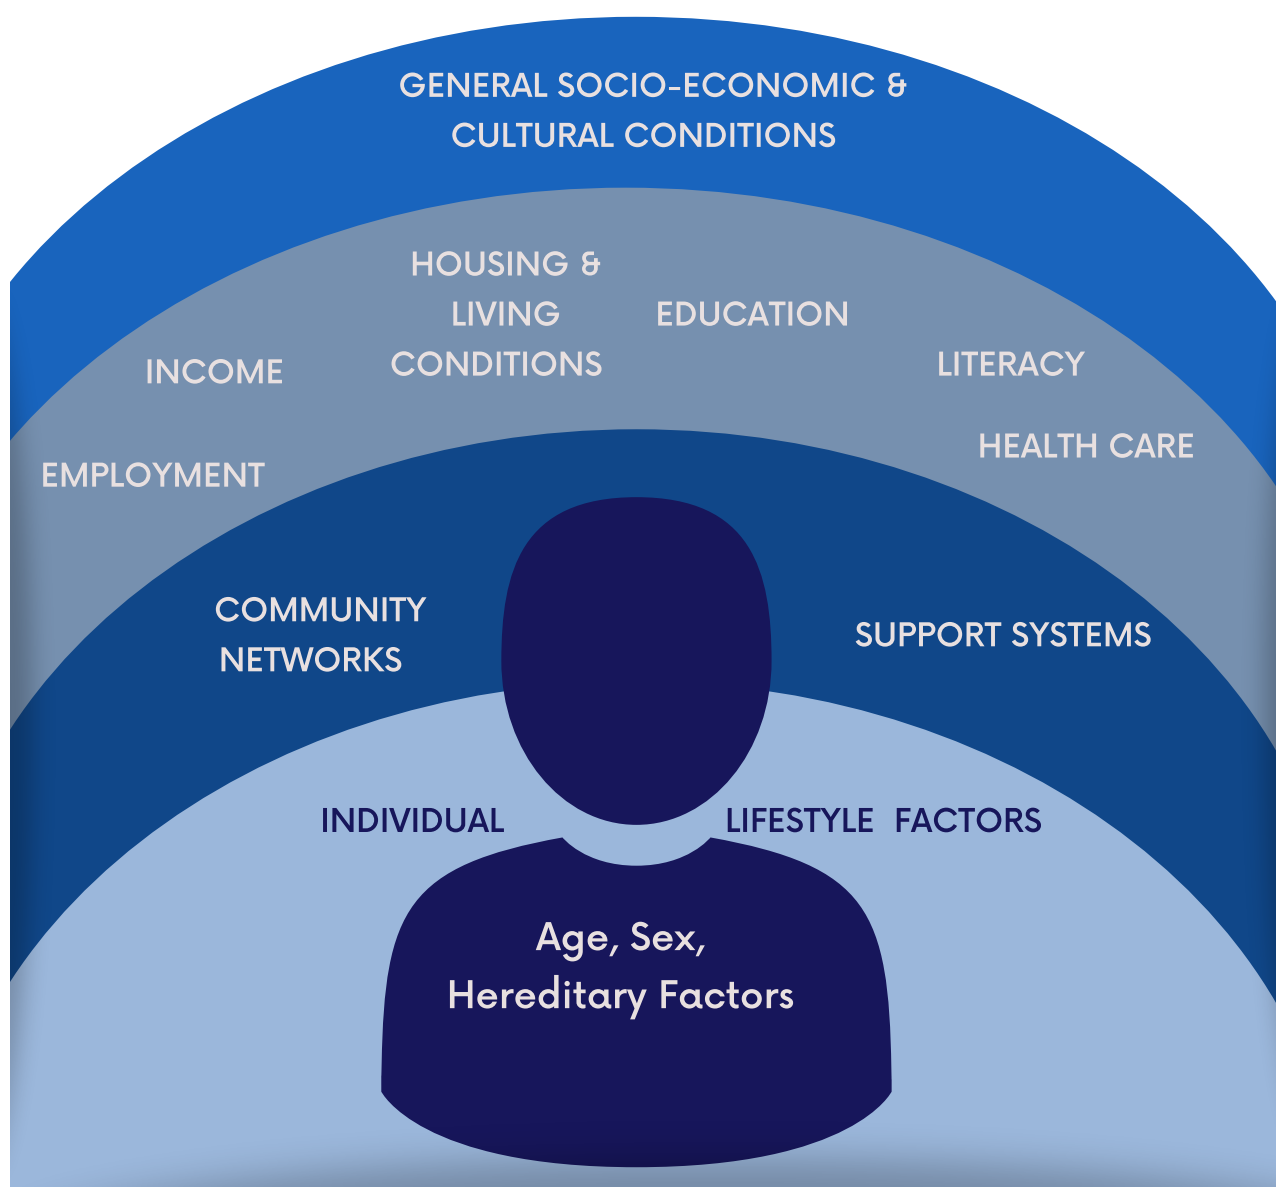 GENERAL SOCIO-ECONOMIC &
CULTURAL CONDITIONS
HOUSING &
LIVING
CONDITIONS
EDUCATION
INCOME
LITERACY
HEALTH CARE
EMPLOYMENT
COMMUNITY
NETWORKS
SUPPORT SYSTEMS
INDIVIDUAL LIFESTYLE FACTORS
Age, Sex,
Hereditary Factors